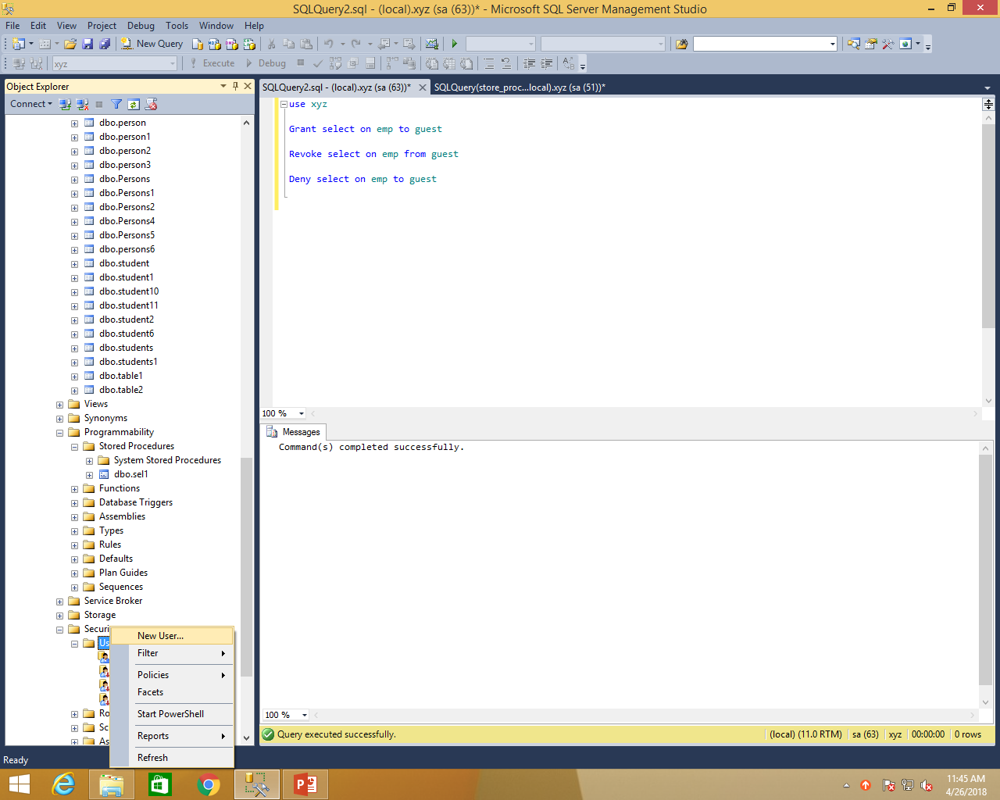 SQLQuery2.sql - (local).xyz (sa (63))* - Microsoft SQL Server Management Studio
File Edit View Project Debug Tools Window Help
New Query
xyz Execute Debug
Object Explorer
Connect
dbo.person
dbo.person1
dbo.person2
dbo.person3
dbo.Persons
dbo.Persons1
dbo.Persons2
dbo.Persons4
dbo.Persons5
dbo.persons6
dbo.student
dbo.student1
dbo.student10
dbo.student11
dbo.student2
dbo.student6
dbo.students
dbo.students1
dbo.table1
dbo.table2
Views
Synonyms
Programmability
Stored Procedures
System Stored Procedures
dbo.sel1
Functions
Database Triggers
Assemblies
Types
Rules
Defaults
Plan Guides
Sequences
Service Broker
Storage
Securi
Us
Ro
Sc
As
New User...
Filter
Policies
Facets
Start PowerShell
Reports
Refresh
SQLQuery2.sql - (local).xyz (sa (63))* SQLQuery(store_proc...local).xyz (sa (51))*
use xyz
Grant select on emp to guest
Revoke select on emp from guest
Deny select on emp to guest
100 %
Messages
Command(s) completed successfully.
100 %
Query executed successfully. (local) (11.0 RTM) sa (63) xyz 00:00:00 0 rows
Ready
11:45 AM
4/26/2018